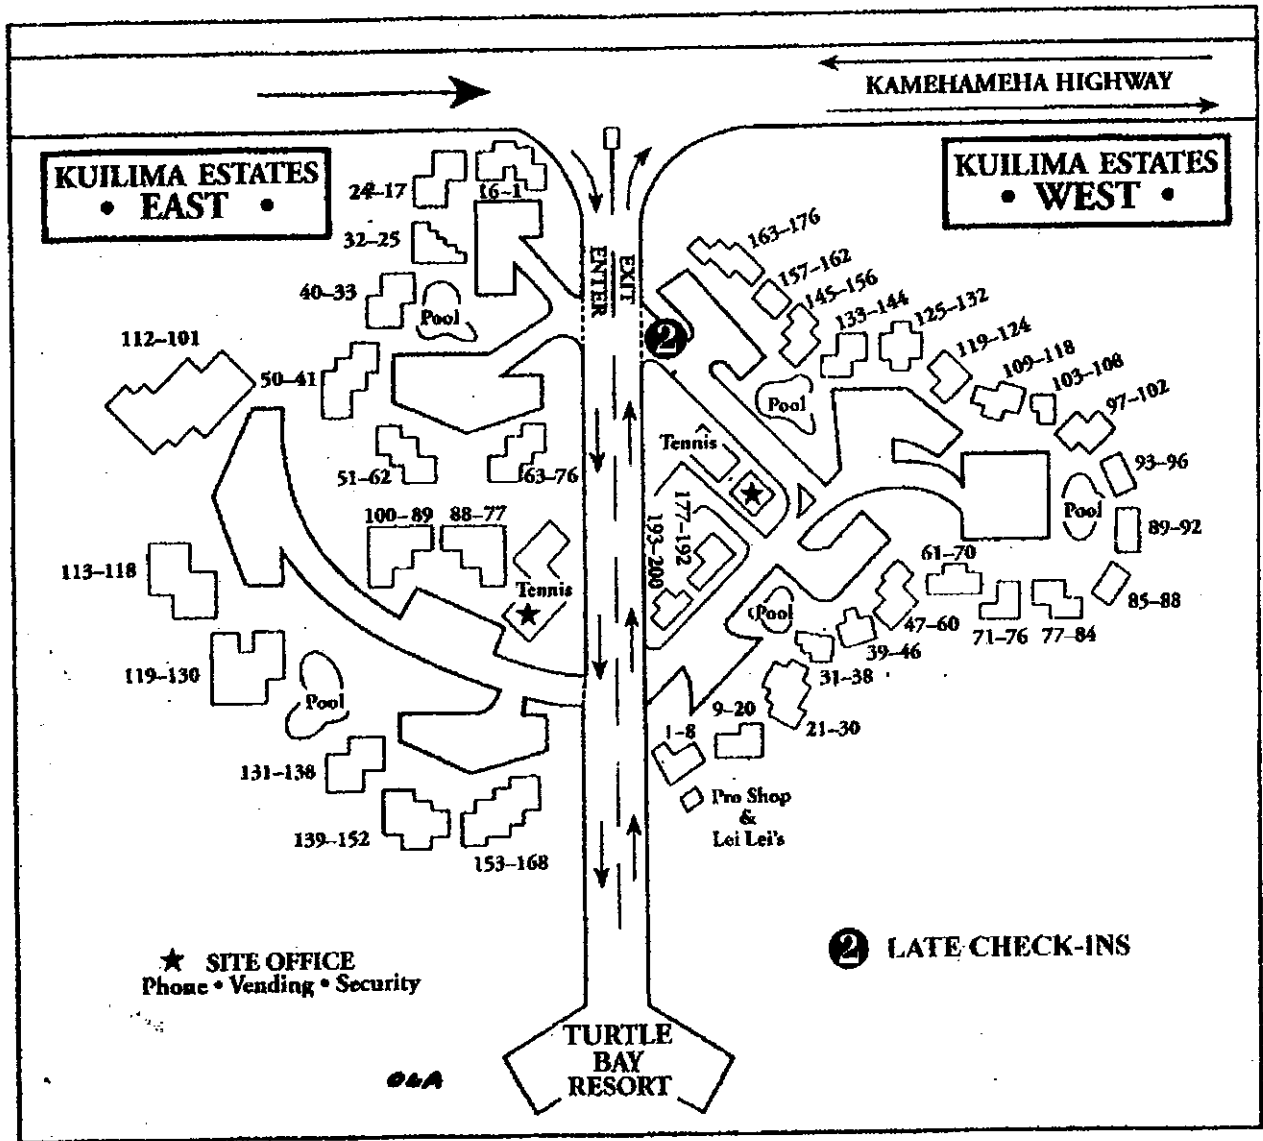 KAMEHAMEHA HIGHWAY
KUILIMA ESTATES
• EAST •
KUILIMA ESTATES
• WEST •
24-17
16-1
32-25
40-33
Pool
112-101
50-41
51-62
63-76
100-89
88-77
Tennis
113-118
119-130
Pool
131-138
139-152
153-168
ENTER
EXIT
2
163-176
157-162
145-156
133-144
125-132
119-124
109-118
103-108
97-102
93-96
89-92
85-88
Pool
Pool
Tennis
177-192
193-200
61-70
71-76
77-84
47-60
39-46
31-38
21-30
Pool
9-20
1-8
Pro Shop
&
Lei Lei's
★ SITE OFFICE
Phone • Vending • Security
2 LATE CHECK-INS
TURTLE
BAY
RESORT